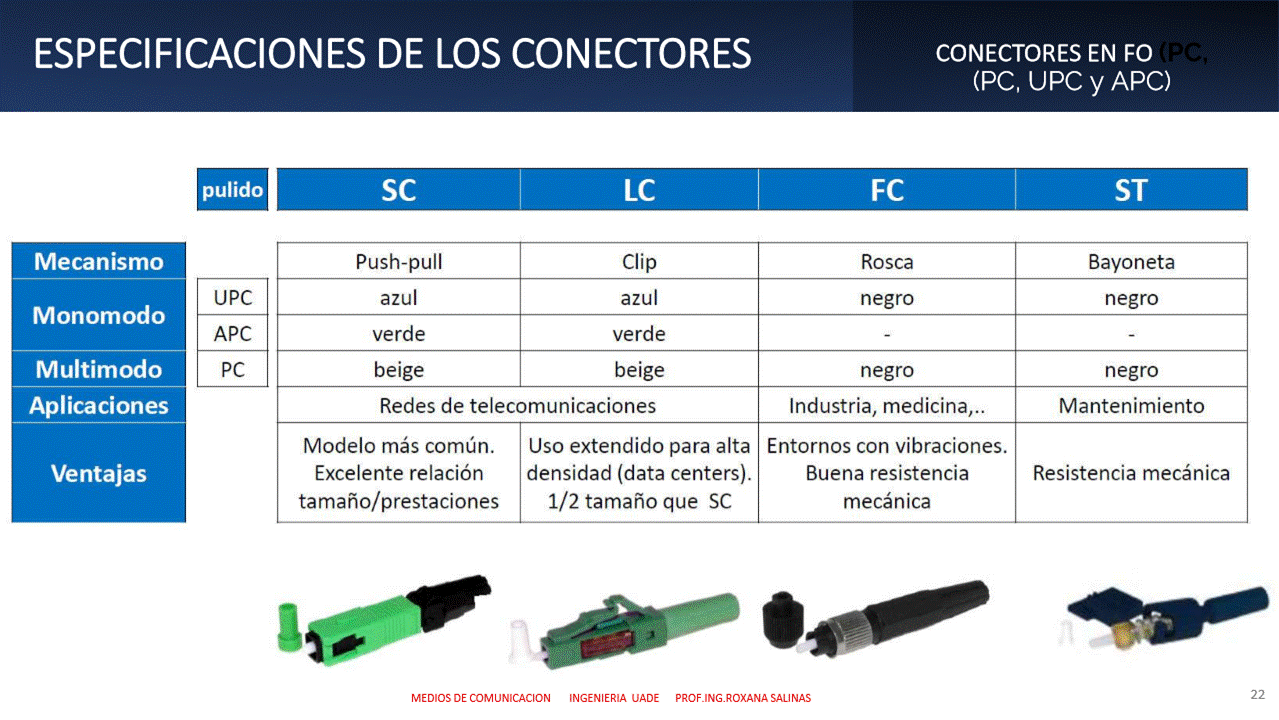 ESPECIFICACIONES DE LOS CONECTORES
CONECTORES EN FO (PC,
(PC, UPC y APC)
pulido SC LC FC ST
Mecanismo Push-pull Clip Rosca Bayoneta
Monomodo
UPC azul azul negro negro
APC verde verde - -
Multimodo PC beige beige negro negro
Aplicaciones Redes de telecomunicaciones Industria, medicina,.. Mantenimiento
Ventajas
Modelo más común.
Excelente relación
tamaño/prestaciones
Uso extendido para alta
densidad (data centers).
1/2 tamaño que SC
Entornos con vibraciones.
Buena resistencia
mecánica
Resistencia mecánica
MEDIOS DE COMUNICACION INGENIERIA UADE PROF.ING.ROXANA SALINAS
22